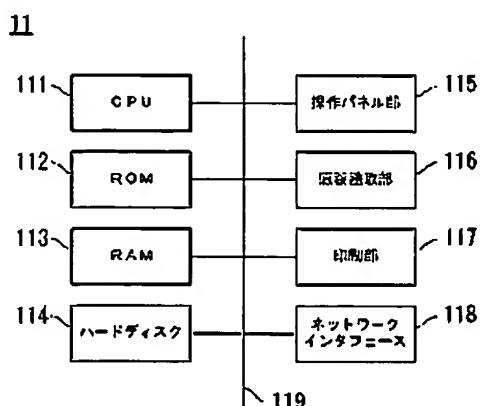 11
111
CPU
115
操作パネル部
112
ROM
116
原稿読取部
113
RAM
117
印刷部
114
ハードディスク
118
ネットワーク
インタフェース
119